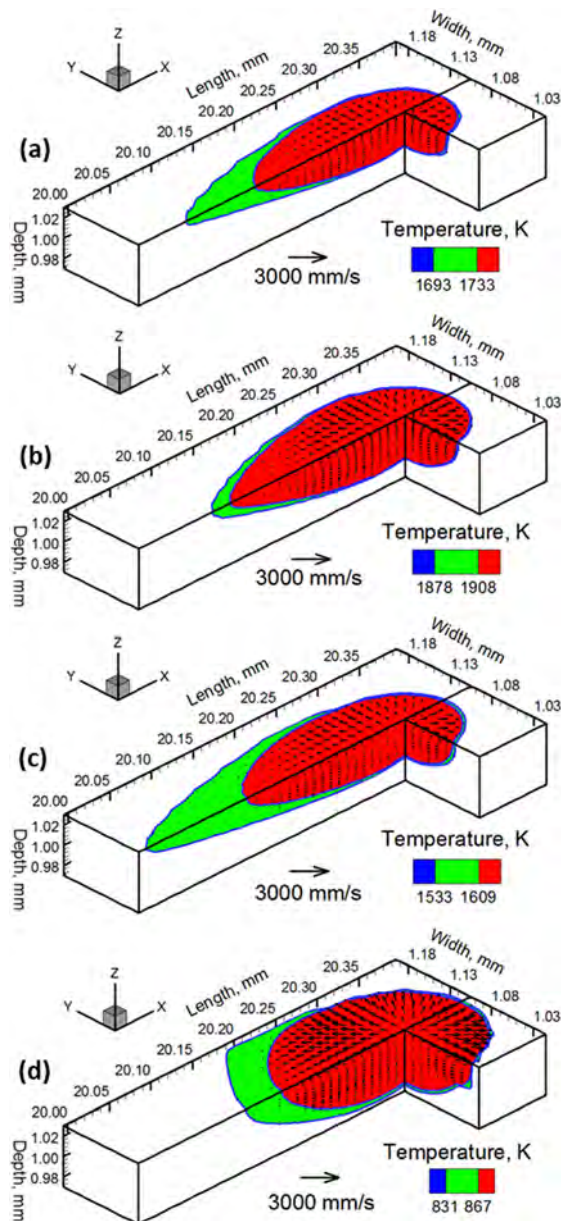 Z
Y X
Length, mm
Width, mm
20.00 20.05 20.10 20.15 20.20 20.25 20.30 20.35
1.18 1.13 1.08 1.03
(a)
Depth, mm
1.02
1.00
0.98
3000 mm/s
Temperature, K
1693 1733
Z
Y X
Length, mm
Width, mm
20.00 20.05 20.10 20.15 20.20 20.25 20.30 20.35
1.18 1.13 1.08 1.03
(b)
Depth, mm
1.02
1.00
0.98
3000 mm/s
Temperature, K
1878 1908
Z
Y X
Length, mm
Width, mm
20.00 20.05 20.10 20.15 20.20 20.25 20.30 20.35
1.18 1.13 1.08 1.03
(c)
Depth, mm
1.02
1.00
0.98
3000 mm/s
Temperature, K
1533 1609
Z
Y X
Length, mm
Width, mm
20.00 20.05 20.10 20.15 20.20 20.25 20.30 20.35
1.18 1.13 1.08 1.03
(d)
Depth, mm
1.02
1.00
0.98
3000 mm/s
Temperature, K
831 867